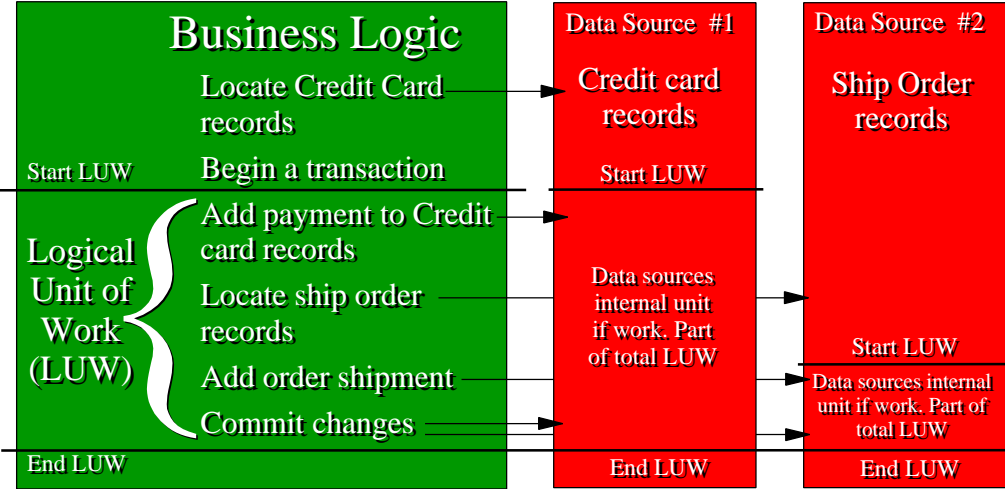 Business Logic
Locate Credit Card
records
Start LUW
Begin a transaction
Logical
Unit of
Work
(LUW)
Add payment to Credit
card records
Locate ship order
records
Add order shipment
Commit changes
End LUW
Data Source #1
Credit card
records
Start LUW
Data sources
internal unit
if work. Part
of total LUW
End LUW
Data Source #2
Ship Order
records
Start LUW
Data sources internal
unit if work. Part of
total LUW
End LUW